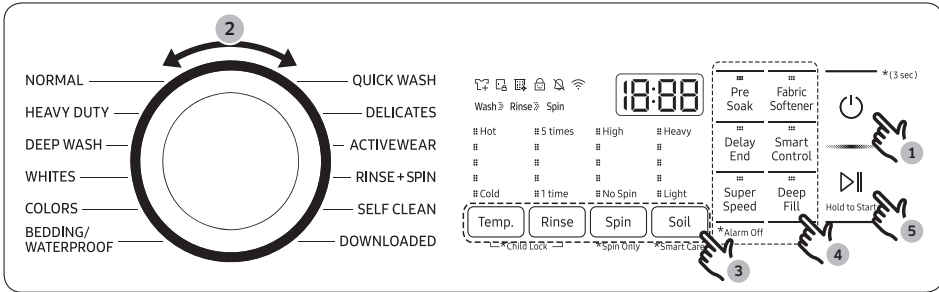 2
NORMAL
HEAVY DUTY
DEEP WASH
WHITES
COLORS
BEDDING/
WATERPROOF
QUICK WASH
DELICATES
ACTIVEWEAR
RINSE+SPIN
SELF CLEAN
DOWNLOADED
Wash Rinse Spin
18:88
Hot 5 times High Heavy
Cold 1 time No Spin Light
Temp. Rinse Spin Soil
*Child Lock *Spin Only *Smart Care
3
Pre
Soak
Fabric
Softener
Delay
End
Smart
Control
Super
Speed
Deep
Fill
*Alarm Off
4
*(3 sec)
1
Hold to Start
5